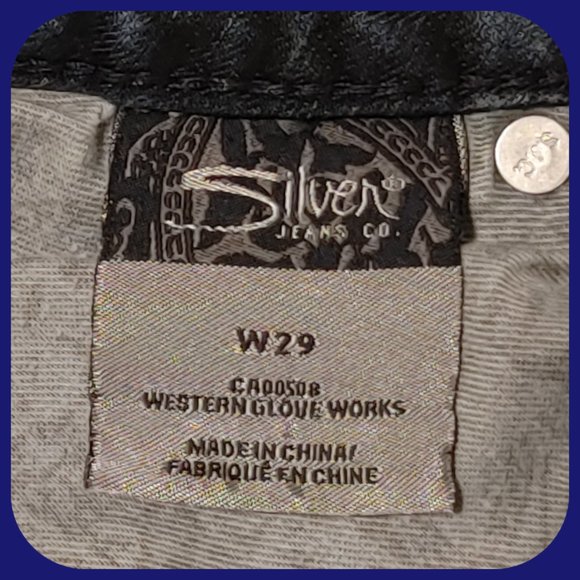 Silver
JEANS CO.
W29
CA00508
WESTERN GLOVE WORKS
MADE IN CHINA/
FABRIQUÉ EN CHINE